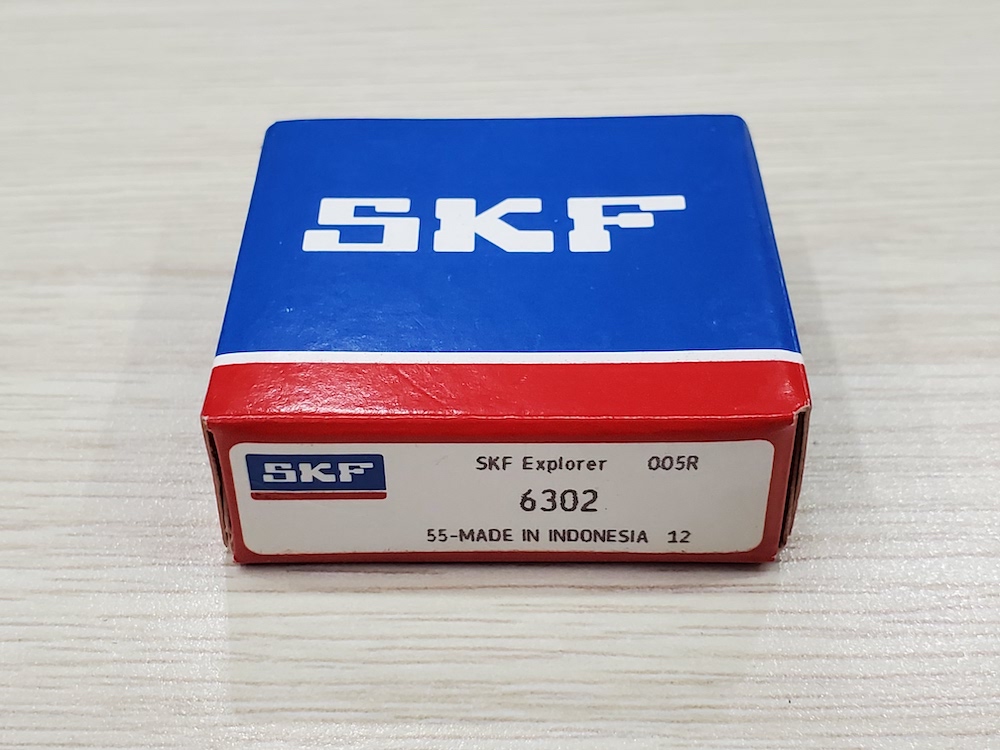 SKF
SKF
SKF Explorer 005R
6302
55-MADE IN INDONESIA 12